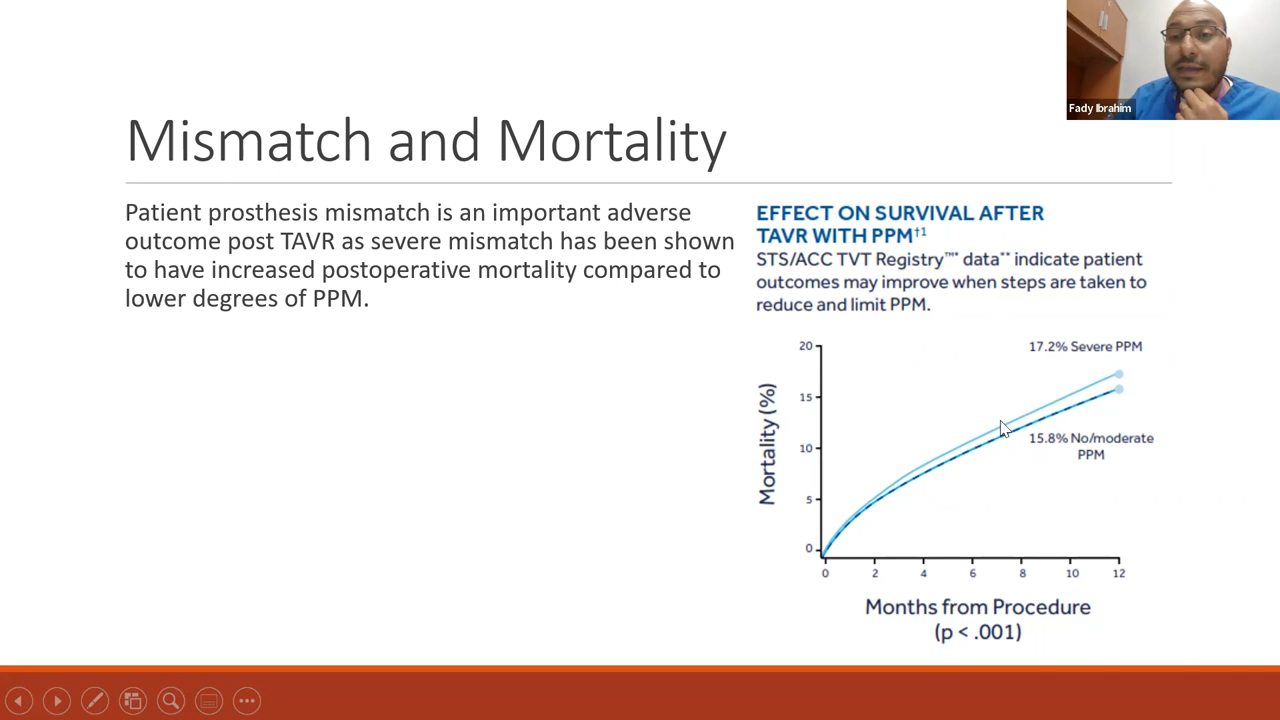 Fady Ibrahim
Mismatch and Mortality
Patient prosthesis mismatch is an important adverse
outcome post TAVR as severe mismatch has been shown
to have increased postoperative mortality compared to
lower degrees of PPM.
EFFECT ON SURVIVAL AFTER
TAVR WITH PPM†1
STS/ACC TVT Registry™* data** indicate patient
outcomes may improve when steps are taken to
reduce and limit PPM.
20
15
10
5
0
Mortality (%)
17.2% Severe PPM
15.8% No/moderate
PPM
0 2 4 6 8 10 12
Months from Procedure
(p < .001)